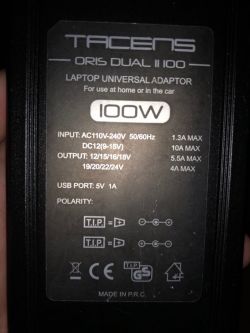 TACENS
ORIS DUAL II 100
LAPTOP UNIVERSAL ADAPTOR
For use at home or in the car
100W
INPUT: AC110V-240V 50/60Hz 1.3A MAX
DC12(9-15V) 10A MAX
OUTPUT: 12/15/16/18V 5.5A MAX
19/20/22/24V 4A MAX
USB PORT: 5V 1A
POLARITY:
T.I.P. = +
T.I.P. = -
CE
GS
MADE IN P.R.C.